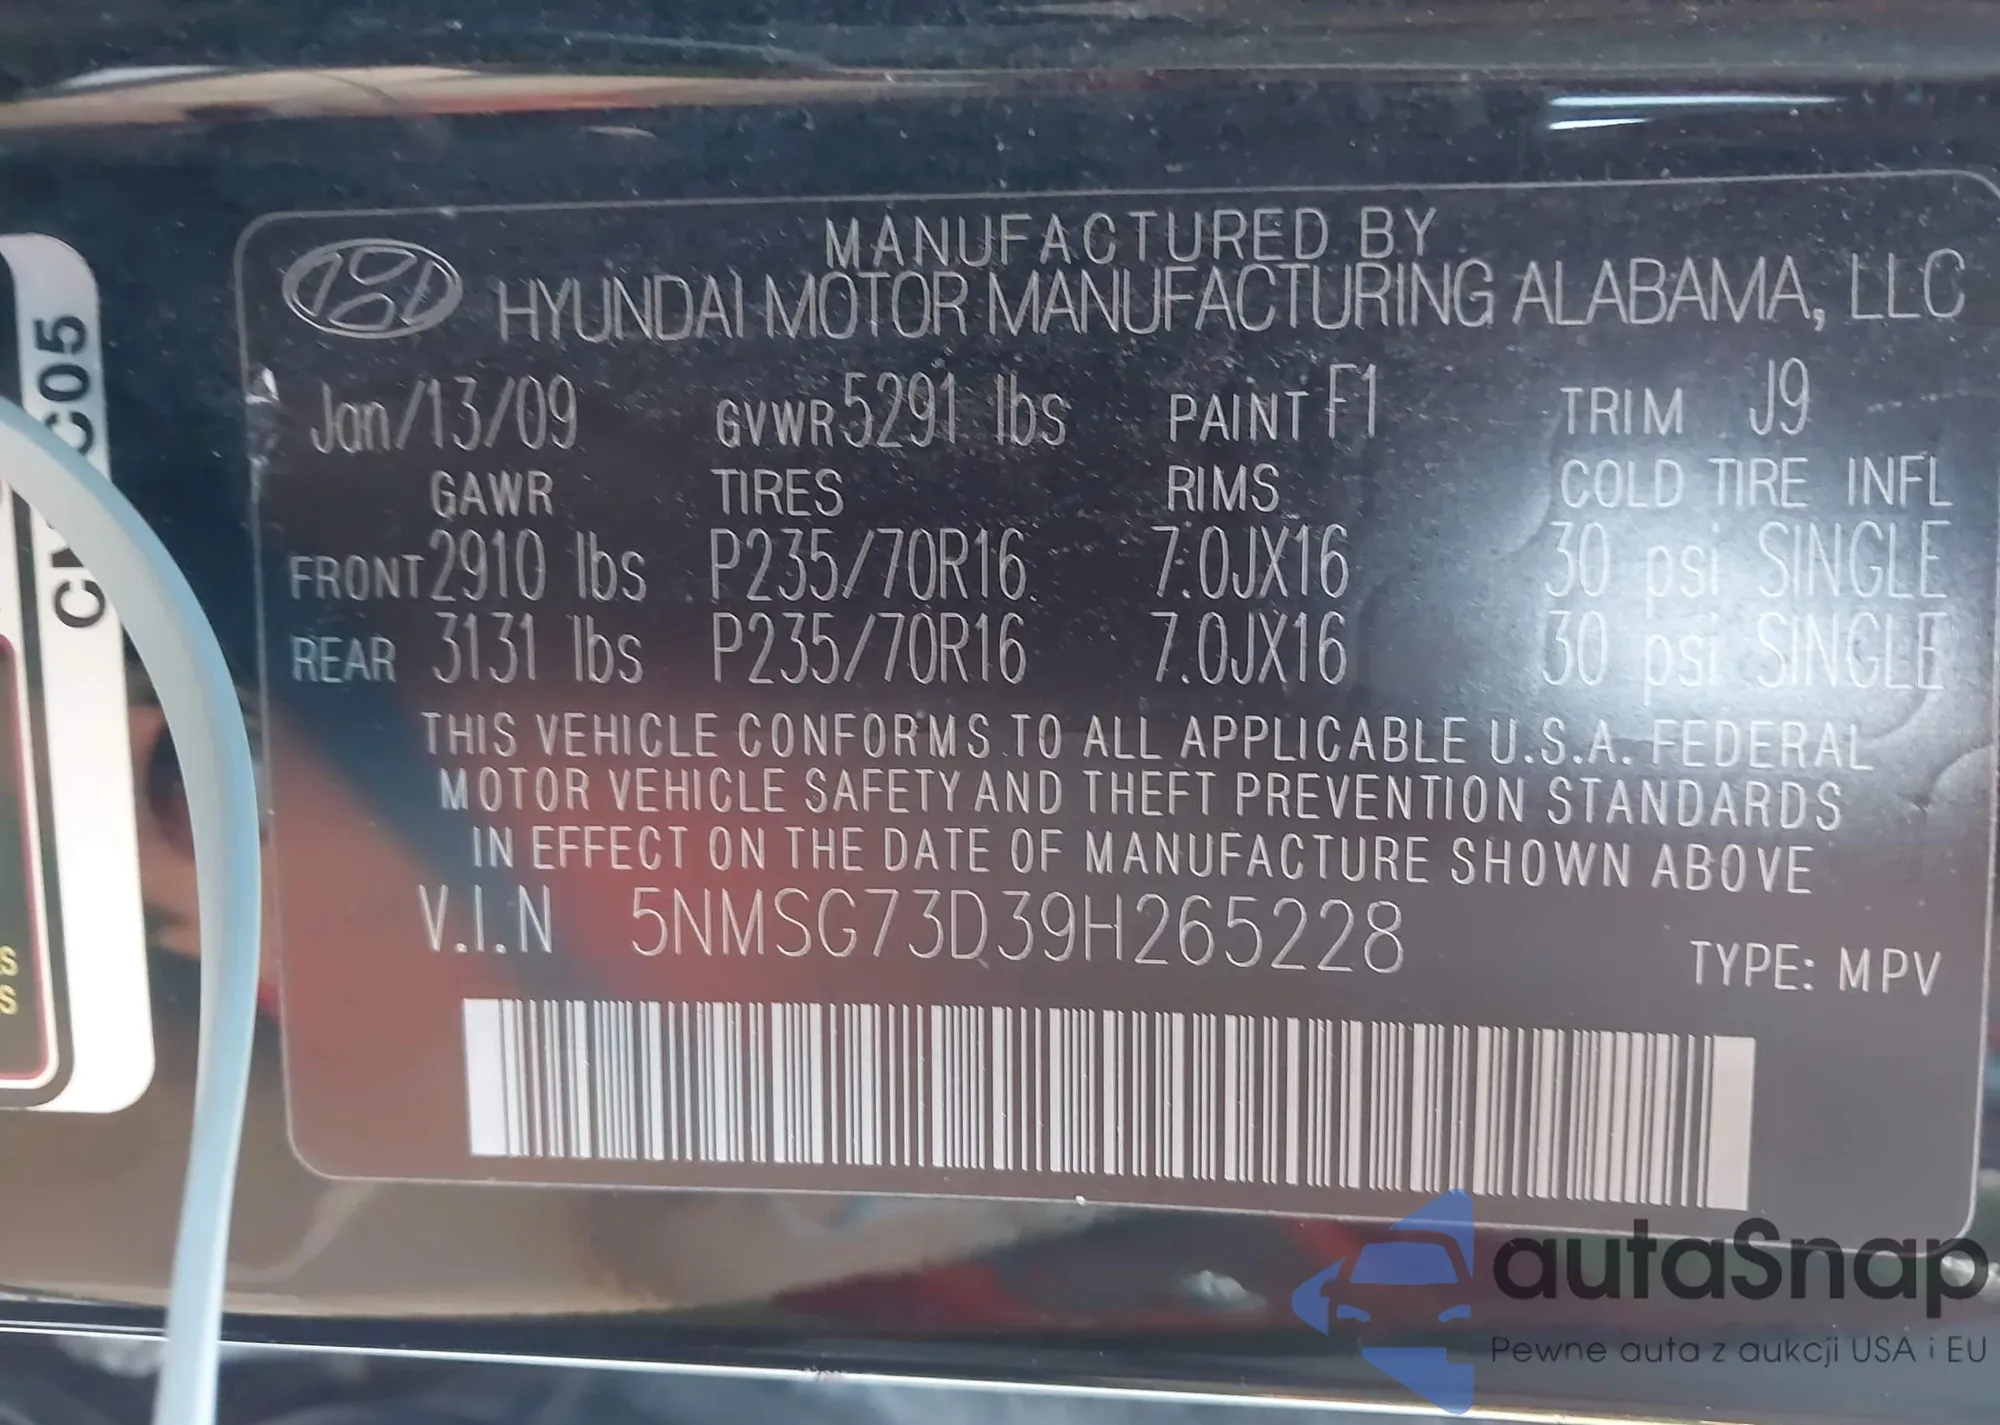 MANUFACTURED BY
HYUNDAI MOTOR MANUFACTURING ALABAMA, LLC
Jan/13/09 GVWR 5291 lbs PAINT F1 TRIM J9
GAWR TIRES RIMS COLD TIRE INFL
FRONT 2910 lbs P235/70R16 7.0JX16 30 psi SINGLE
REAR 3131 lbs P235/70R16 7.0JX16 30 psi SINGLE
THIS VEHICLE CONFORMS TO ALL APPLICABLE U.S.A. FEDERAL
MOTOR VEHICLE SAFETY AND THEFT PREVENTION STANDARDS
IN EFFECT ON THE DATE OF MANUFACTURE SHOWN ABOVE
V.I.N 5NMSG73D39H265228
TYPE: MPV
autaSnap
Pewne auta z aukcji USA i EU